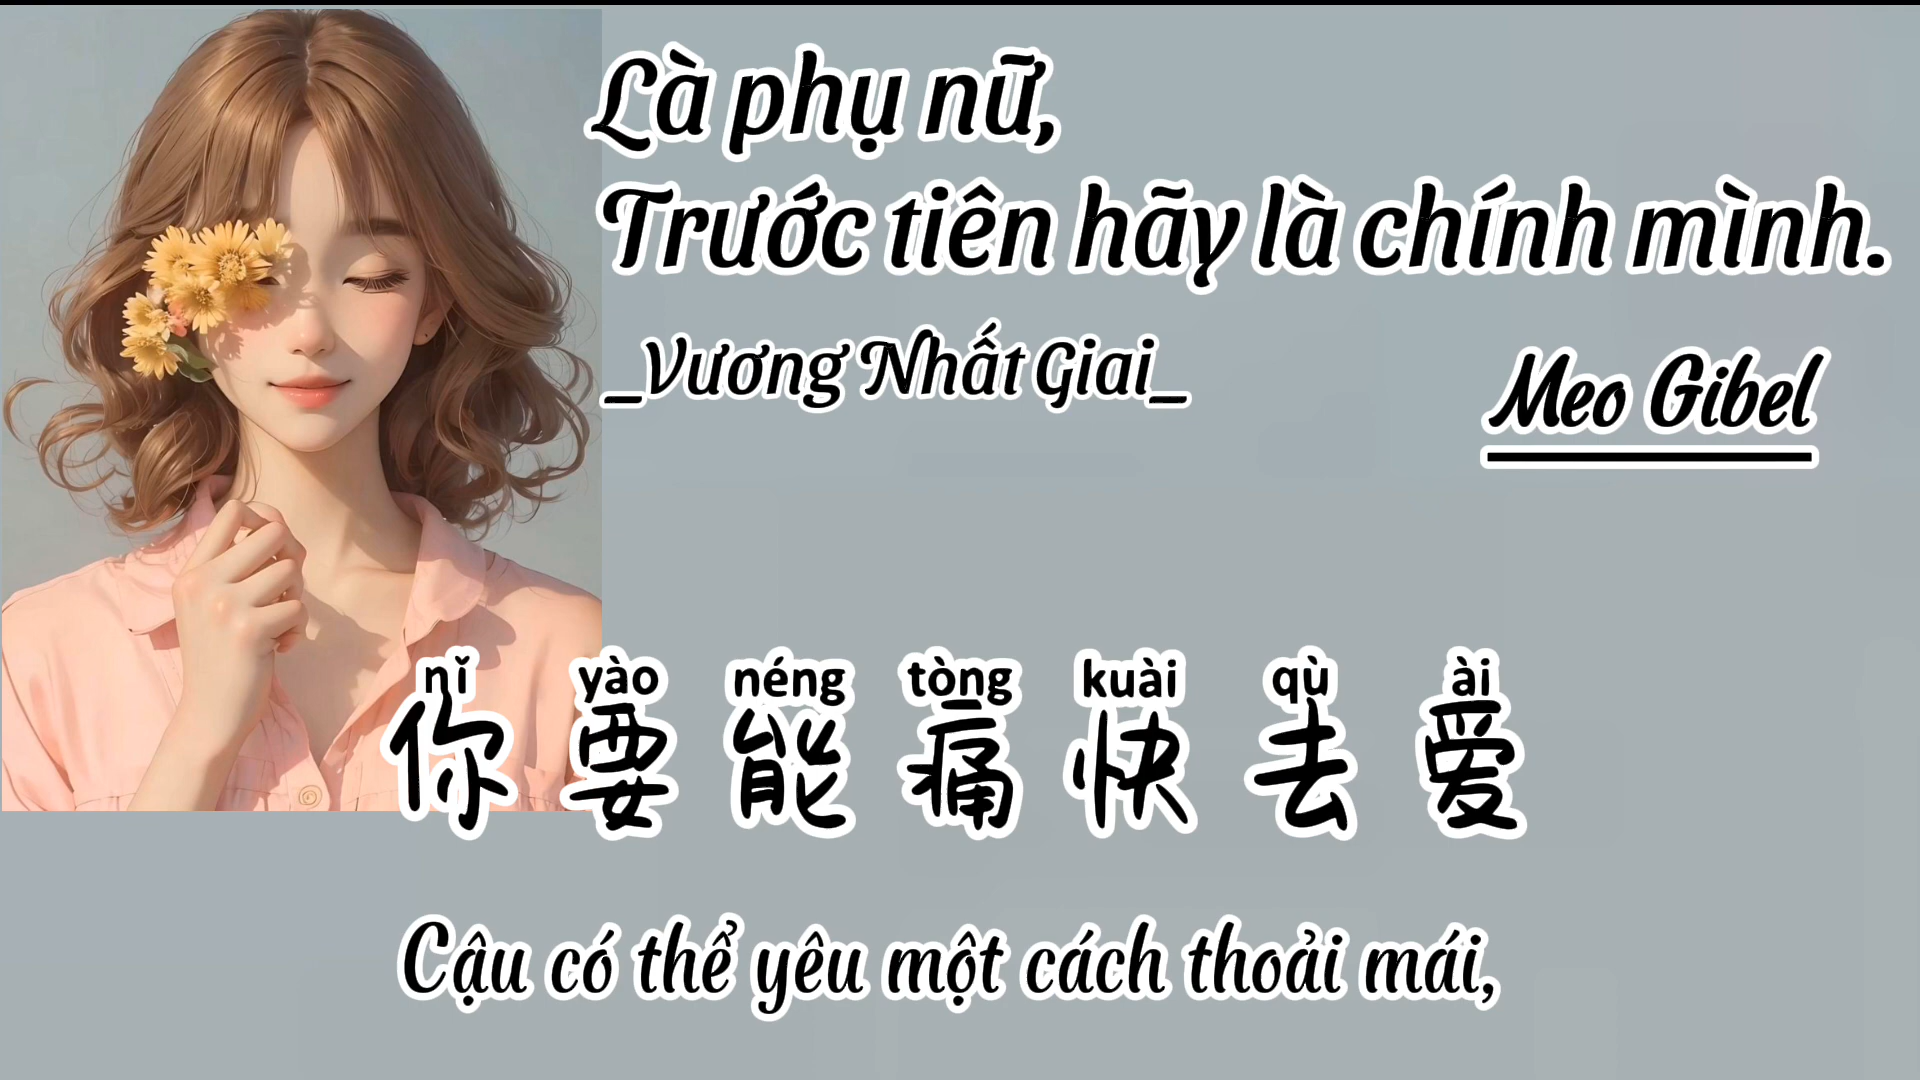 Là phụ nữ,
Trước tiên hãy là chính mình.
_Vương Nhất Giai_
Meo Gibel
nǐ yào néng tòng kuài qù ài
你要能痛快去爱
Cậu có thể yêu một cách thoải mái,